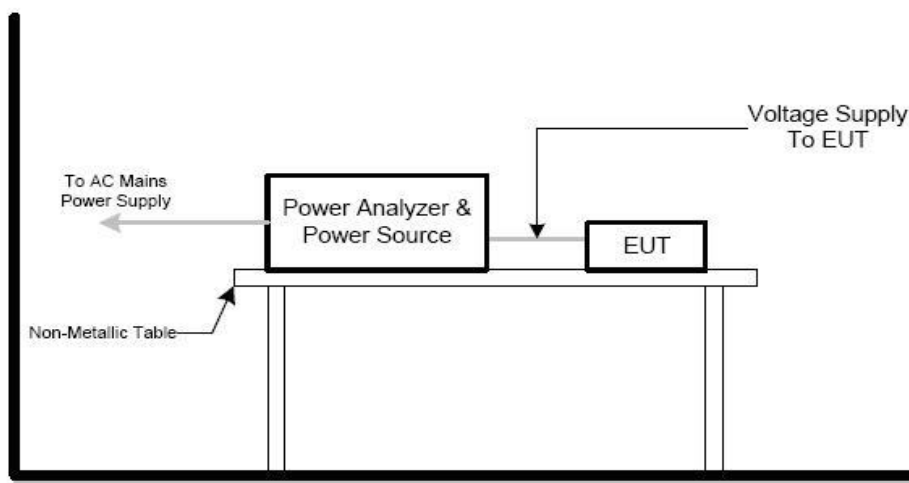 Voltage Supply
To EUT
To AC Mains
Power Supply
Power Analyzer &
Power Source
EUT
Non-Metallic Table